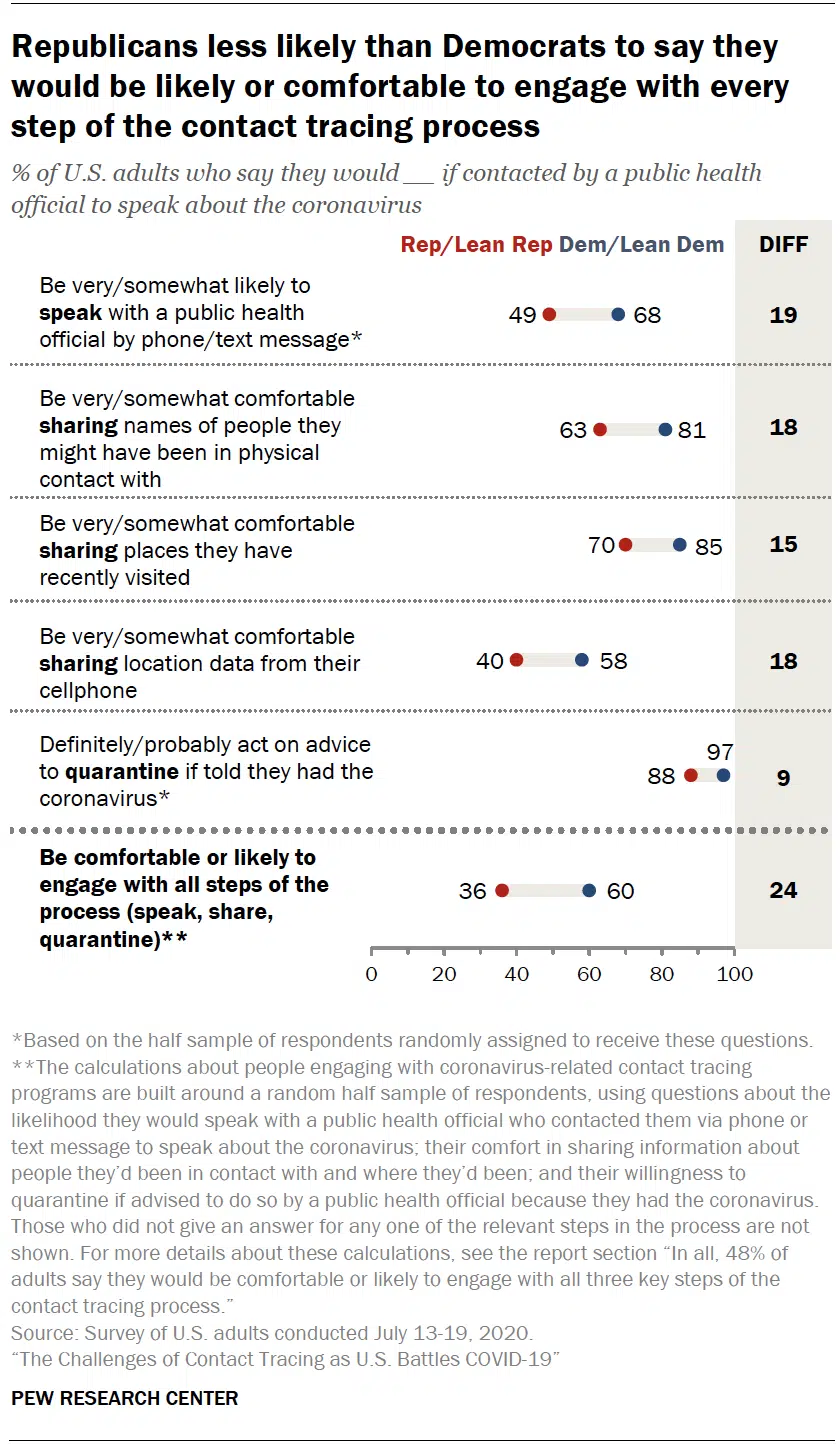 Republicans less likely than Democrats to say they
would be likely or comfortable to engage with every
step of the contact tracing process
% of U.S. adults who say they would __ if contacted by a public health
official to speak about the coronavirus
Rep/Lean Rep Dem/Lean Dem DIFF
Be very/somewhat likely to
speak with a public health
official by phone/text message*
49 68 19
Be very/somewhat comfortable
sharing names of people they
might have been in physical
contact with
63 81 18
Be very/somewhat comfortable
sharing places they have
recently visited
70 85 15
Be very/somewhat comfortable
sharing location data from their
cellphone
40 58 18
Definitely/probably act on advice
to quarantine if told they had the
coronavirus*
88 97 9
Be comfortable or likely to
engage with all steps of the
process (speak, share,
quarantine)**
36 60 24
0 20 40 60 80 100
*Based on the half sample of respondents randomly assigned to receive these questions.
**The calculations about people engaging with coronavirus-related contact tracing
programs are built around a random half sample of respondents, using questions about the
likelihood they would speak with a public health official who contacted them via phone or
text message to speak about the coronavirus; their comfort in sharing information about
people they’d been in contact with and where they’d been; and their willingness to
quarantine if advised to do so by a public health official because they had the coronavirus.
Those who did not give an answer for any one of the relevant steps in the process are not
shown. For more details about these calculations, see the report section “In all, 48% of
adults say they would be comfortable or likely to engage with all three key steps of the
contact tracing process.”
Source: Survey of U.S. adults conducted July 13-19, 2020.
“The Challenges of Contact Tracing as U.S. Battles COVID-19”
PEW RESEARCH CENTER